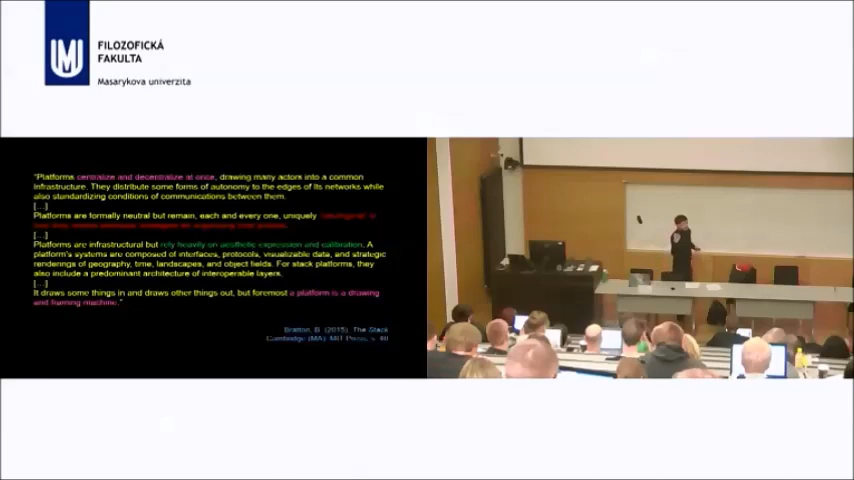 FILOZOFICKÁ
FAKULTA
Masarykova univerzita
"Platforms centralize and decentralize at once, drawing many actors into a common
infrastructure. They distribute some forms of autonomy to the edges of its networks while
also standardizing conditions of communications between them.
[...]
Platforms are formally neutral but remain, each and every one, uniquely
[...]
Platforms are infrastructural but rely heavily on aesthetic expression and calibration. A
platform's systems are composed of interfaces, protocols, visualizable data, and strategic
renderings of geography, time, landscapes, and object fields. For stack platforms, they
also include a predominant architecture of interoperable layers.
[...]
It draws some things in and draws other things out, but foremost a platform is a drawing
and framing machine."
Bratton, B. (2015). The Stack
Cambridge (MA): MIT Press, s.